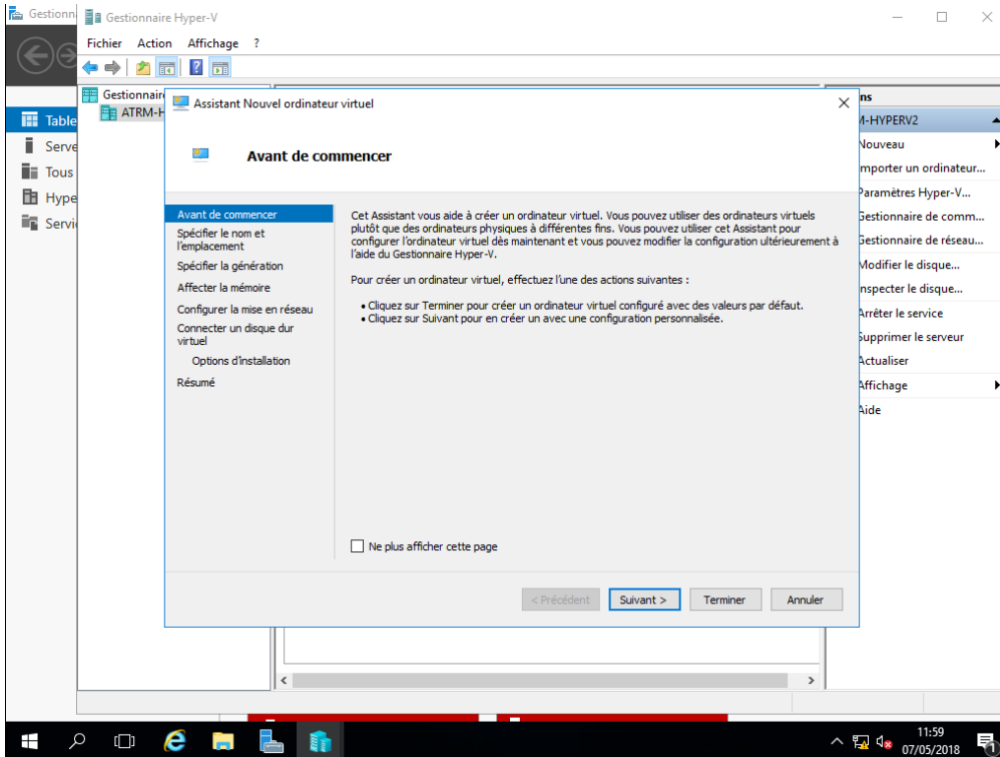 Gestionn
Gestionnaire Hyper-V
Fichier Action Affichage ?
Gestionnair
ATRM-H
Table
Serve
Tous
Hype
Servi
Assistant Nouvel ordinateur virtuel
Avant de commencer
Avant de commencer
Spécifier le nom et
l'emplacement
Spécifier la génération
Affecter la mémoire
Configurer la mise en réseau
Connecter un disque dur
virtuel
Options d'installation
Résumé
Cet Assistant vous aide à créer un ordinateur virtuel. Vous pouvez utiliser des ordinateurs virtuels
plutôt que des ordinateurs physiques à différentes fins. Vous pouvez utiliser cet Assistant pour
configurer l'ordinateur virtuel dès maintenant et vous pouvez modifier la configuration ultérieurement à
l'aide du Gestionnaire Hyper-V.
Pour créer un ordinateur virtuel, effectuez l'une des actions suivantes :
• Cliquez sur Terminer pour créer un ordinateur virtuel configuré avec des valeurs par défaut.
• Cliquez sur Suivant pour en créer un avec une configuration personnalisée.
Ne plus afficher cette page
< Précédent Suivant > Terminer Annuler
ns
M-HYPERV2
Nouveau
mporter un ordinateur...
Paramètres Hyper-V...
Gestionnaire de comm...
Gestionnaire de réseau...
Modifier le disque...
nspecter le disque...
Arrêter le service
Supprimer le serveur
Actualiser
Affichage
Aide
11:59
07/05/2018
1